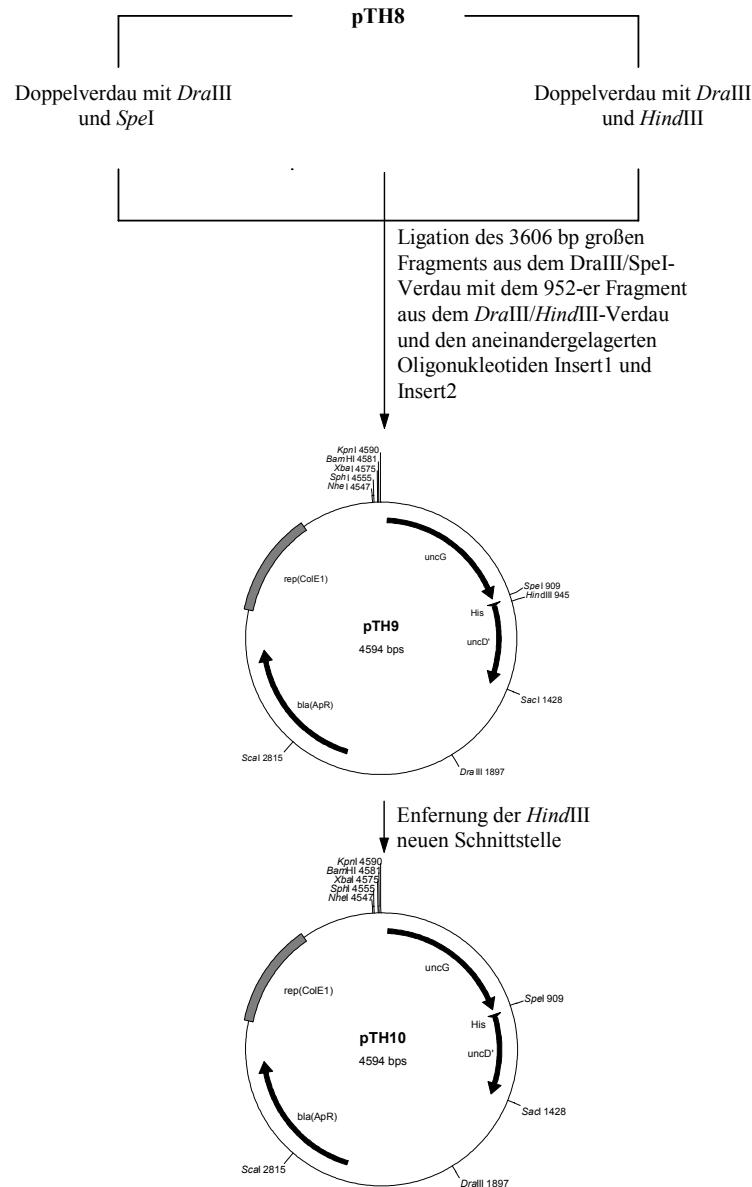 pTH8
Doppelverdau mit DraIII
und SpeI
Doppelverdau mit DraIII
und HindIII
Ligation des 3606 bp großen
Fragments aus dem DraIII/SpeI-
Verdau mit dem 952-er Fragment
aus dem DraIII/HindIII-Verdau
und den aneinandergelagerten
Oligonukleotiden Insert1 und
Insert2
KpnI 4590
BamHI 4581
XbaI 4575
SphI 4555
NheI 4547
uncG
rep(ColE1)
SpeI 909
HindIII 945
His
pTH9
uncD'
4594 bps
bla(ApR)
SacI 1428
ScaI 2815
DraIII 1897
Enfernung der HindIII
neuen Schnittstelle
KpnI 4590
BamHI 4581
XbaI 4575
SphI 4555
NheI 4547
uncG
rep(ColE1)
SpeI 909
His
pTH10
uncD'
4594 bps
bla(ApR)
SacI 1428
ScaI 2815
DraIII 1897